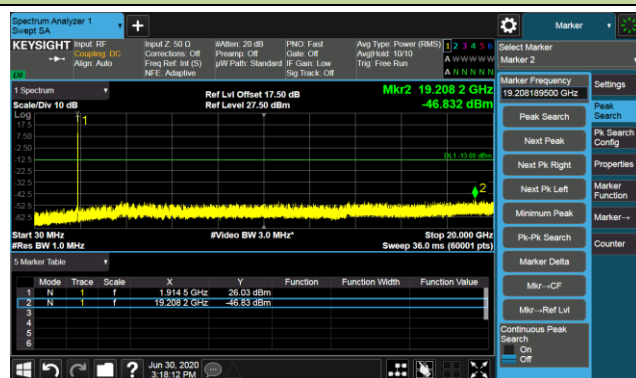 Spectrum Analyzer 1
Swept SA
+
Marker
KEYSIGHT
Input: RF
Coupling: DC
Align: Auto
Input Z: 50 Ω
Corrections: Off
Freq Ref: Int (S)
NFE: Adaptive
#Atten: 20 dB
Preamp: Off
µW Path: Standard
PNO: Fast
Gate: Off
IF Gain: Low
Sig Track: Off
Avg Type: Power (RMS)
Avg|Hold: 10/10
Trig: Free Run
1 2 3 4 5 6
A W W W W W
A N N N N N
LXI
Select Marker
Marker 2
1 Spectrum
Scale/Div 10 dB
Ref Lvl Offset 17.50 dB
Ref Level 27.50 dBm
Mkr2 19.208 2 GHz
-46.832 dBm
Log
17.5
7.50
-2.50
-12.5
-22.5
-32.5
-42.5
-52.5
-62.5
1
DL1 -13.00 dBm
2
Start 30 MHz
#Res BW 1.0 MHz
#Video BW 3.0 MHz*
Stop 20.000 GHz
Sweep 36.0 ms (60001 pts)
5 Marker Table
Mode Trace Scale X Y Function Function Width Function Value
1 N 1 f 1.914 5 GHz 26.03 dBm
2 N 1 f 19.208 2 GHz -46.83 dBm
3
4
5
6
Marker Frequency
19.208189500 GHz
Peak Search
Next Peak
Next Pk Right
Next Pk Left
Minimum Peak
Pk-Pk Search
Marker Delta
Mkr→CF
Mkr→Ref Lvl
Continuous Peak
Search
On
Off
Settings
Peak
Search
Pk Search
Config
Properties
Marker
Function
Marker→
Counter
?
Jun 30, 2020
3:18:12 PM